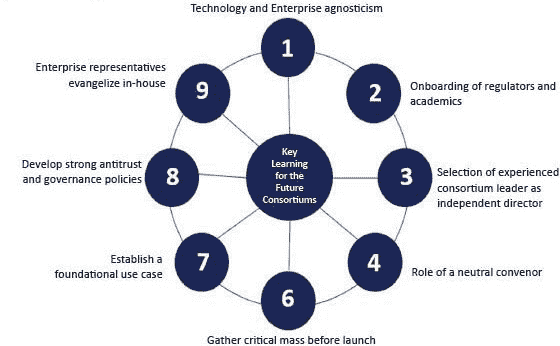 Technology and Enterprise agnosticism
1
2
Onboarding of regulators and
academics
3
Selection of experienced
consortium leader as
independent director
4
Role of a neutral convenor
6
Gather critical mass before launch
7
Establish a
foundational use case
8
Develop strong antitrust
and governance policies
9
Enterprise representatives
evangelize in-house
Key
Learning
for the
Future
Consortiums